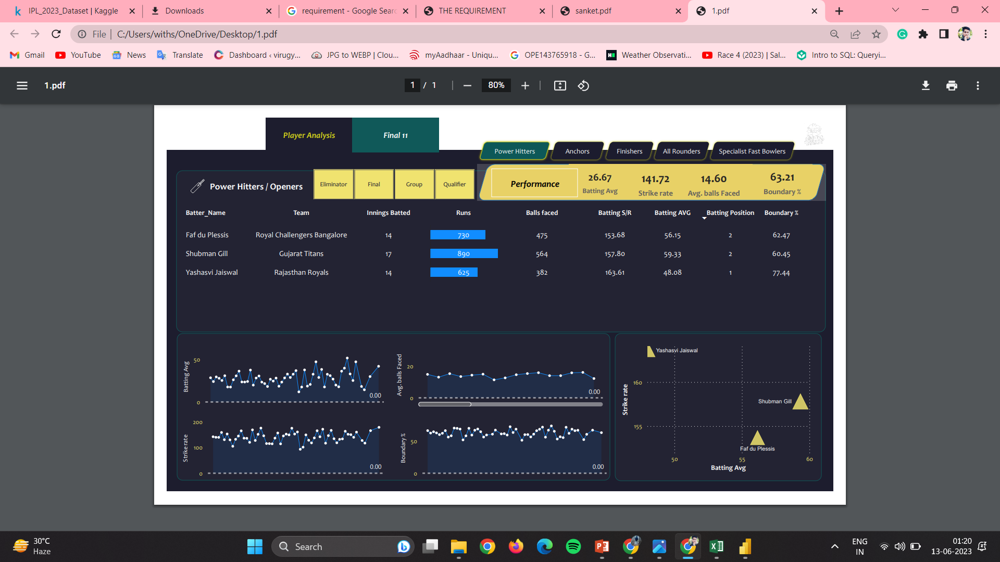 IPL_2023_Dataset | Kaggle
Downloads
requirement - Google Searc
THE REQUIREMENT
sanket.pdf
1.pdf
File
C:/Users/withs/OneDrive/Desktop/1.pdf
Gmail
YouTube
News
Translate
Dashboard ‹ virugy...
JPG to WEBP | Clou...
myAadhaar - Uniqu...
OPE143765918 - G...
Weather Observati...
Race 4 (2023) | Sal...
Intro to SQL: Queryi...
1.pdf
1 / 1
80%
Player Analysis
Final 11
Power Hitters
Anchors
Finishers
All Rounders
Specialist Fast Bowlers
Power Hitters / Openers
Eliminator
Final
Group
Qualifier
Performance
26.67
Batting Avg
141.72
Strike rate
14.60
Avg. balls Faced
63.21
Boundary %
Batter_Name Team Innings Batted Runs Balls faced Batting S/R Batting AVG Batting Position Boundary %
Faf du Plessis Royal Challengers Bangalore 14 730 475 153.68 56.15 2 62.47
Shubman Gill Gujarat Titans 17 890 564 157.80 59.33 2 60.45
Yashasvi Jaiswal Rajasthan Royals 14 625 382 163.61 48.08 1 77.44
Batting Avg
50
0
0.00
Avg. balls Faced
20
0
0.00
Strike rate
200
100
0
0.00
Boundary %
50
0
0.00
Strike rate
160
155
Yashasvi Jaiswal
Shubman Gill
Faf du Plessis
50
55
60
Batting Avg
30°C
Haze
Search
ENG
IN
01:20
13-06-2023